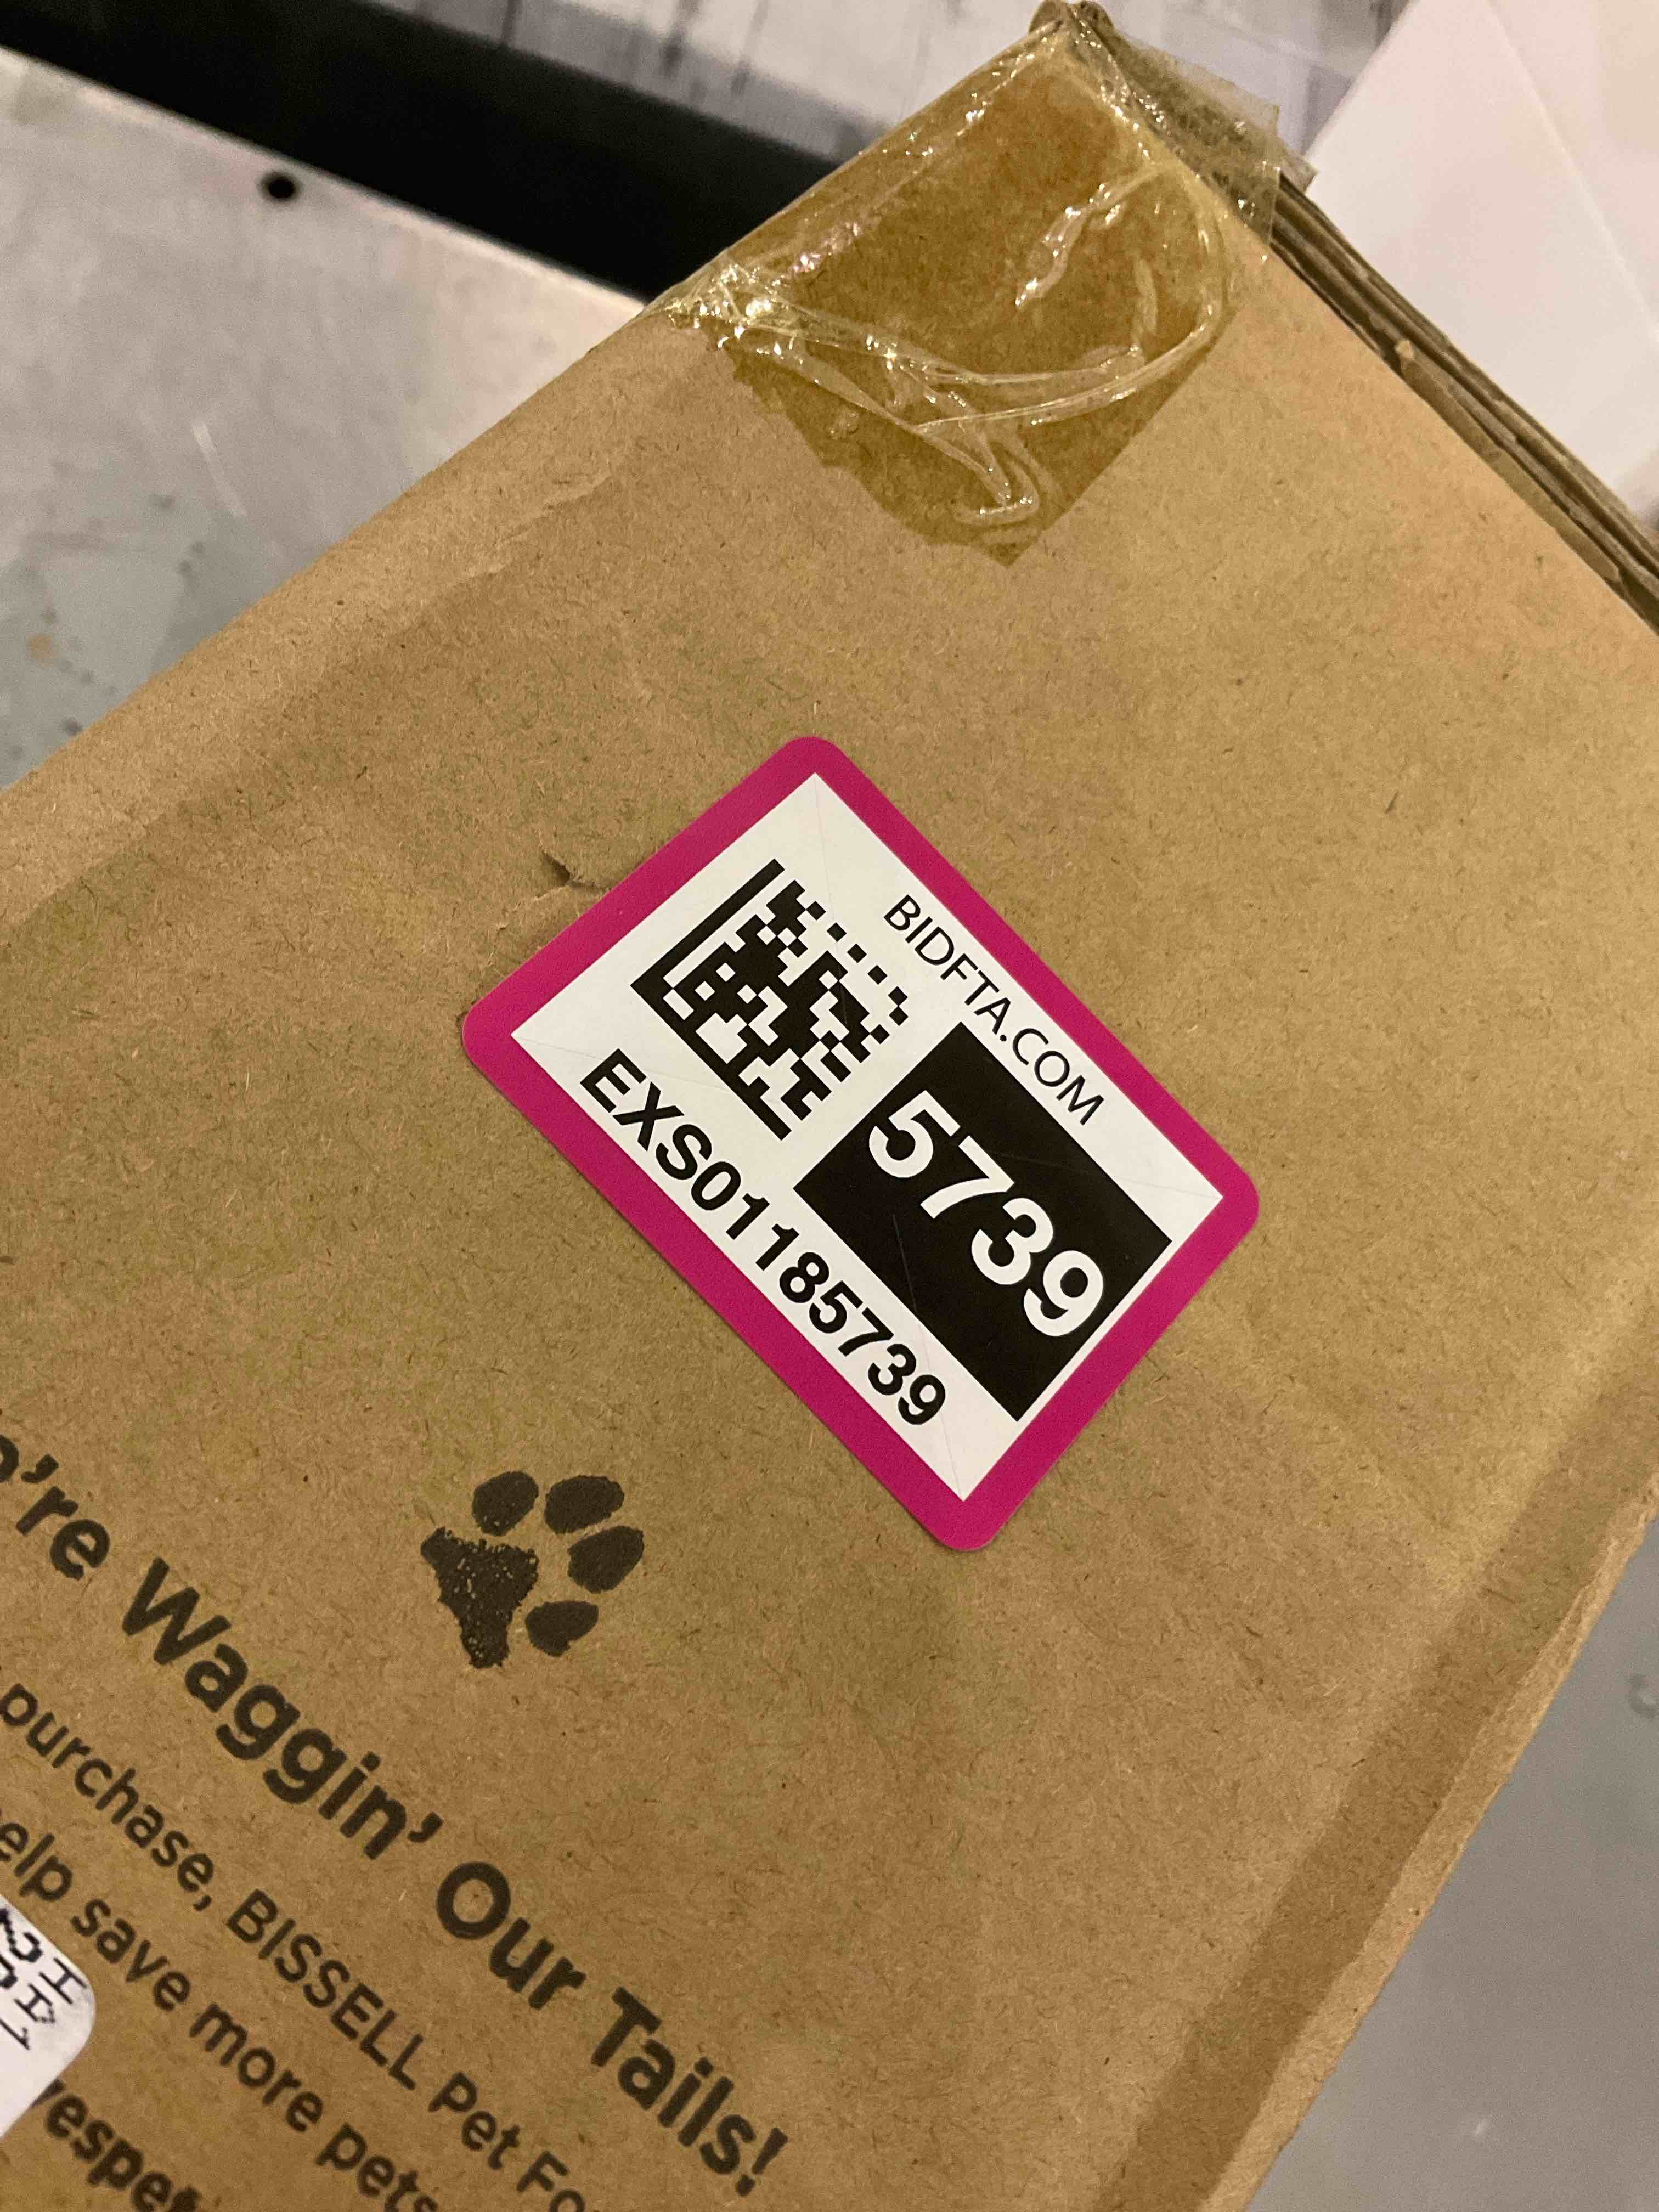 BIDFTA.COM
5739
EXS01185739
're Waggin' Our Tails!
purchase, BISSELL Pet Fo
elp save more pets